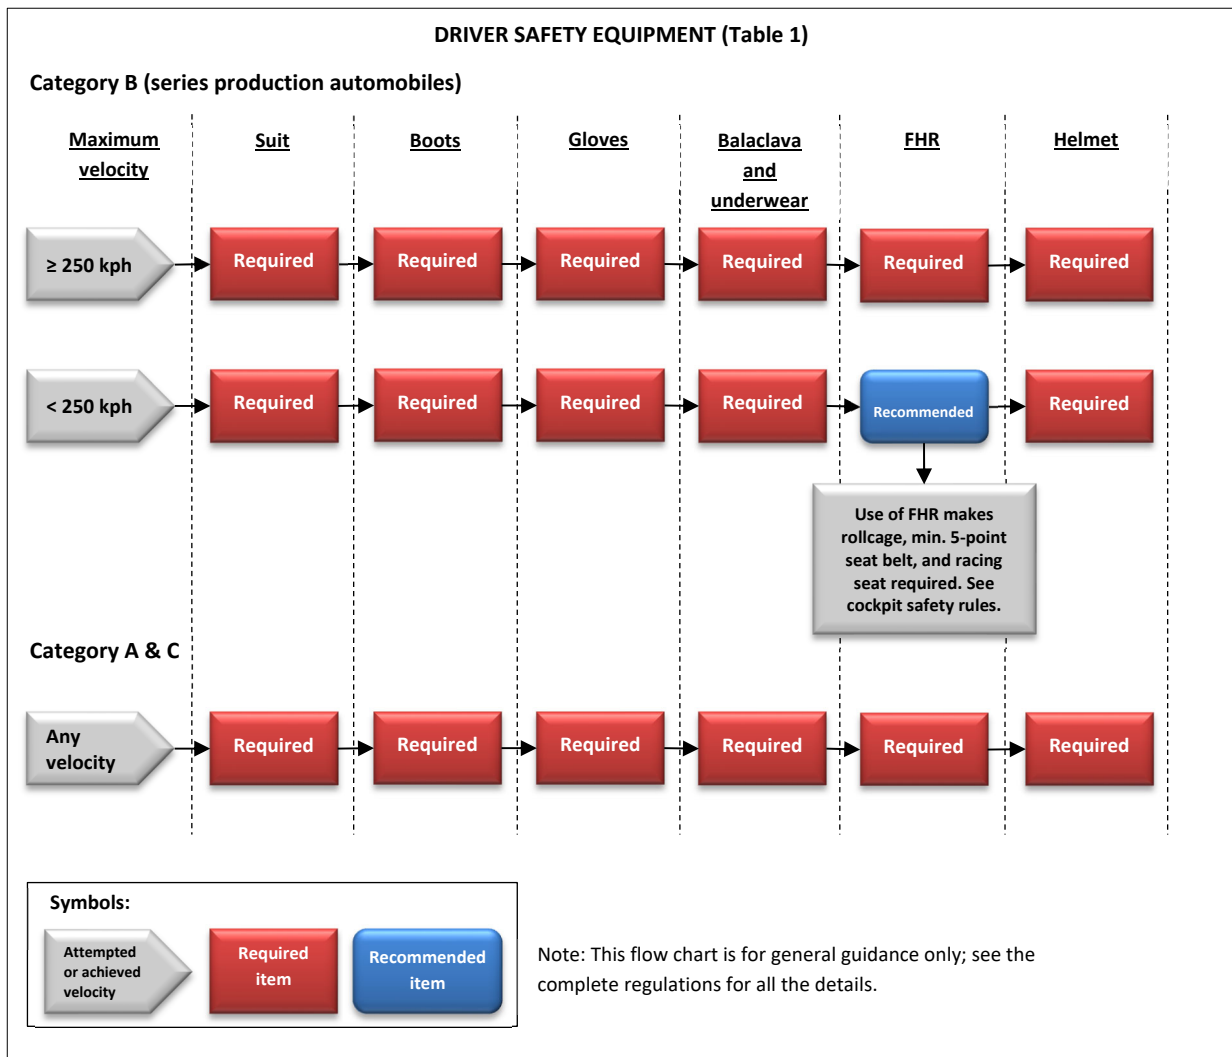 DRIVER SAFETY EQUIPMENT (Table 1)
Category B (series production automobiles)
Maximum
velocity
Suit
Boots
Gloves
Balaclava
and
underwear
FHR
Helmet
≥ 250 kph
Required
Required
Required
Required
Required
Required
< 250 kph
Required
Required
Required
Required
Recommended
Required
Use of FHR makes
rollcage, min. 5-point
seat belt, and racing
seat required. See
cockpit safety rules.
Category A & C
Any
velocity
Required
Required
Required
Required
Required
Required
Symbols:
Attempted
or achieved
velocity
Required
item
Recommended
item
Note: This flow chart is for general guidance only; see the
complete regulations for all the details.